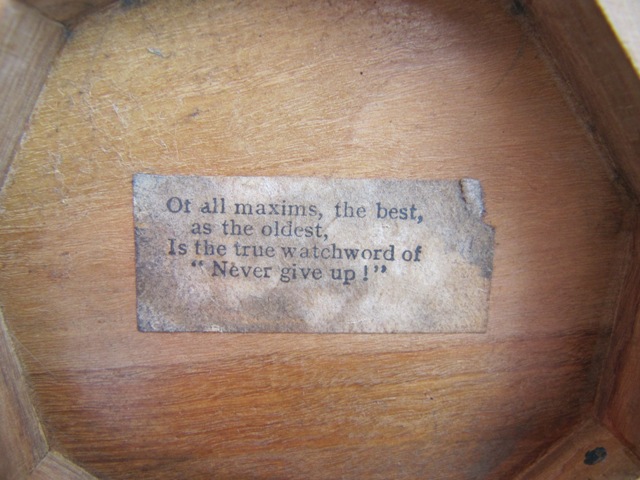 Of all maxims, the best,
as the oldest,
Is the true watchword of
“Never give up!”